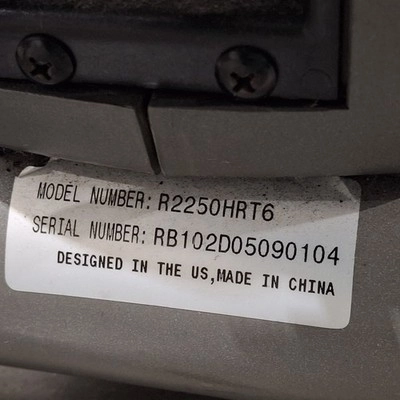 MODEL NUMBER: R2250HRT6
SERIAL NUMBER: RB102D05090104
DESIGNED IN THE US,MADE IN CHINA